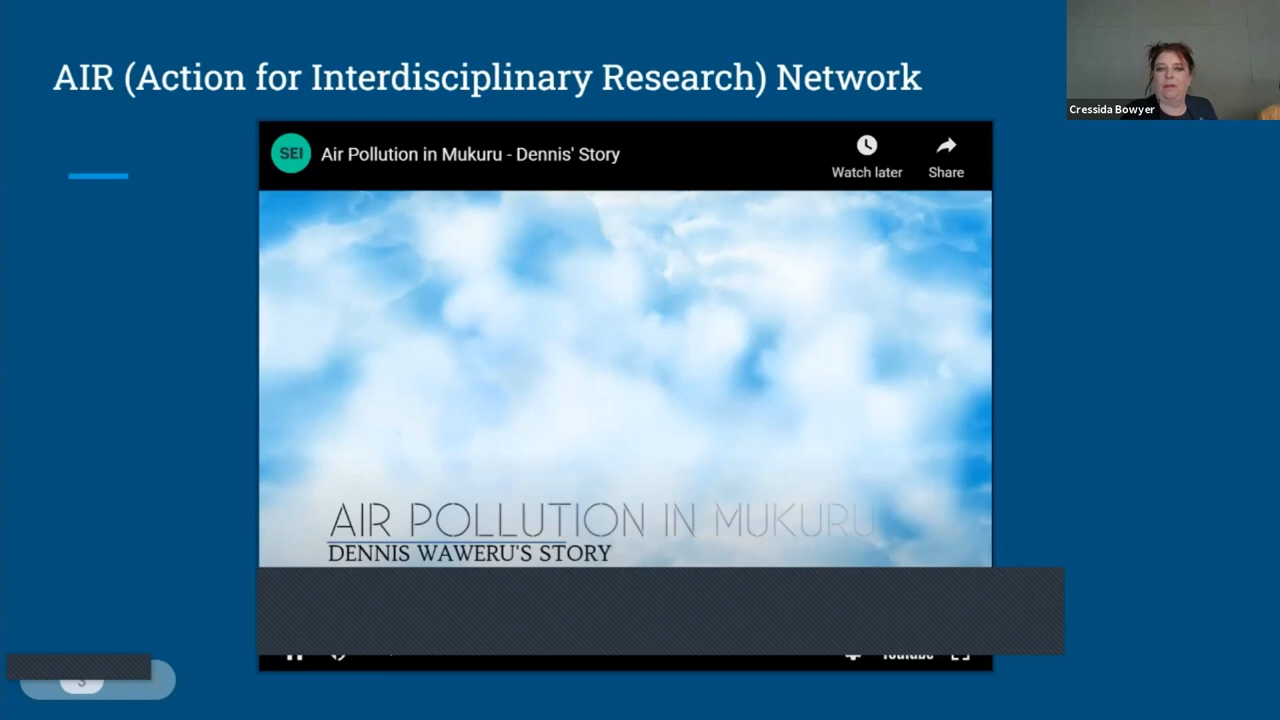 AIR (Action for Interdisciplinary Research) Network
Cressida Bowyer
SEI
Air Pollution in Mukuru - Dennis' Story
Watch later
Share
AIR POLLUTION IN MUKURU
DENNIS WAWERU'S STORY
YouTube